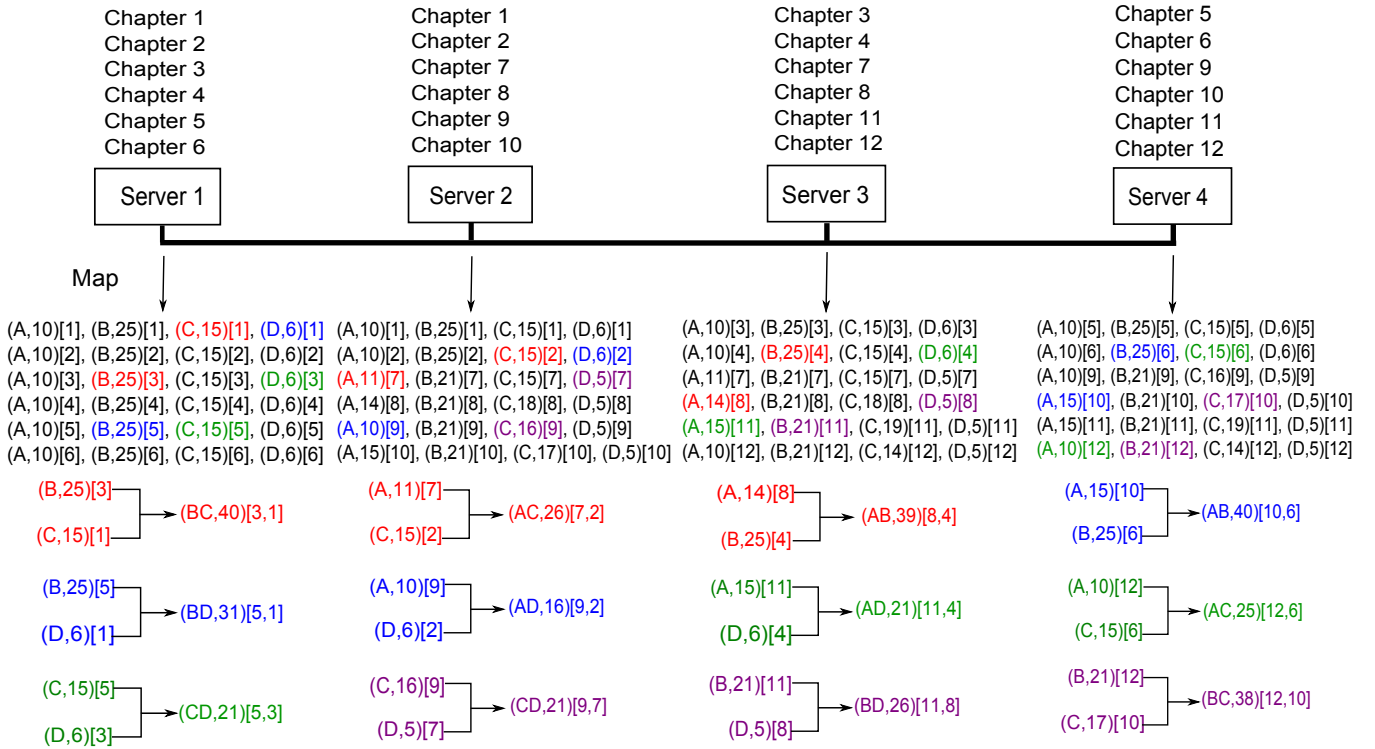 Chapter 1
Chapter 2
Chapter 3
Chapter 4
Chapter 5
Chapter 6
Chapter 1
Chapter 2
Chapter 7
Chapter 8
Chapter 9
Chapter 10
Chapter 3
Chapter 4
Chapter 7
Chapter 8
Chapter 11
Chapter 12
Chapter 5
Chapter 6
Chapter 9
Chapter 10
Chapter 11
Chapter 12
Server 1
Server 2
Server 3
Server 4
Map
(A,10)[1], (B,25)[1], (C,15)[1], (D,6)[1]
(A,10)[2], (B,25)[2], (C,15)[2], (D,6)[2]
(A,10)[3], (B,25)[3], (C,15)[3], (D,6)[3]
(A,10)[4], (B,25)[4], (C,15)[4], (D,6)[4]
(A,10)[5], (B,25)[5], (C,15)[5], (D,6)[5]
(A,10)[6], (B,25)[6], (C,15)[6], (D,6)[6]
(A,10)[1], (B,25)[1], (C,15)[1], (D,6)[1]
(A,10)[2], (B,25)[2], (C,15)[2], (D,6)[2]
(A,11)[7], (B,21)[7], (C,15)[7], (D,5)[7]
(A,14)[8], (B,21)[8], (C,18)[8], (D,5)[8]
(A,10)[9], (B,21)[9], (C,16)[9], (D,5)[9]
(A,15)[10], (B,21)[10], (C,17)[10], (D,5)[10]
(A,10)[3], (B,25)[3], (C,15)[3], (D,6)[3]
(A,10)[4], (B,25)[4], (C,15)[4], (D,6)[4]
(A,11)[7], (B,21)[7], (C,15)[7], (D,5)[7]
(A,14)[8], (B,21)[8], (C,18)[8], (D,5)[8]
(A,15)[11], (B,21)[11], (C,19)[11], (D,5)[11]
(A,10)[12], (B,21)[12], (C,14)[12], (D,5)[12]
(A,10)[5], (B,25)[5], (C,15)[5], (D,6)[5]
(A,10)[6], (B,25)[6], (C,15)[6], (D,6)[6]
(A,10)[9], (B,21)[9], (C,16)[9], (D,5)[9]
(A,15)[10], (B,21)[10], (C,17)[10], (D,5)[10]
(A,15)[11], (B,21)[11], (C,19)[11], (D,5)[11]
(A,10)[12], (B,21)[12], (C,14)[12], (D,5)[12]
(B,25)[3]
(C,15)[1]
(BC,40)[3,1]
(B,25)[5]
(D,6)[1]
(BD,31)[5,1]
(C,15)[5]
(D,6)[3]
(CD,21)[5,3]
(A,11)[7]
(C,15)[2]
(AC,26)[7,2]
(A,10)[9]
(D,6)[2]
(AD,16)[9,2]
(C,16)[9]
(D,5)[7]
(CD,21)[9,7]
(A,14)[8]
(B,25)[4]
(AB,39)[8,4]
(A,15)[11]
(D,6)[4]
(AD,21)[11,4]
(B,21)[11]
(D,5)[8]
(BD,26)[11,8]
(A,15)[10]
(B,25)[6]
(AB,40)[10,6]
(A,10)[12]
(C,15)[6]
(AC,25)[12,6]
(B,21)[12]
(C,17)[10]
(BC,38)[12,10]